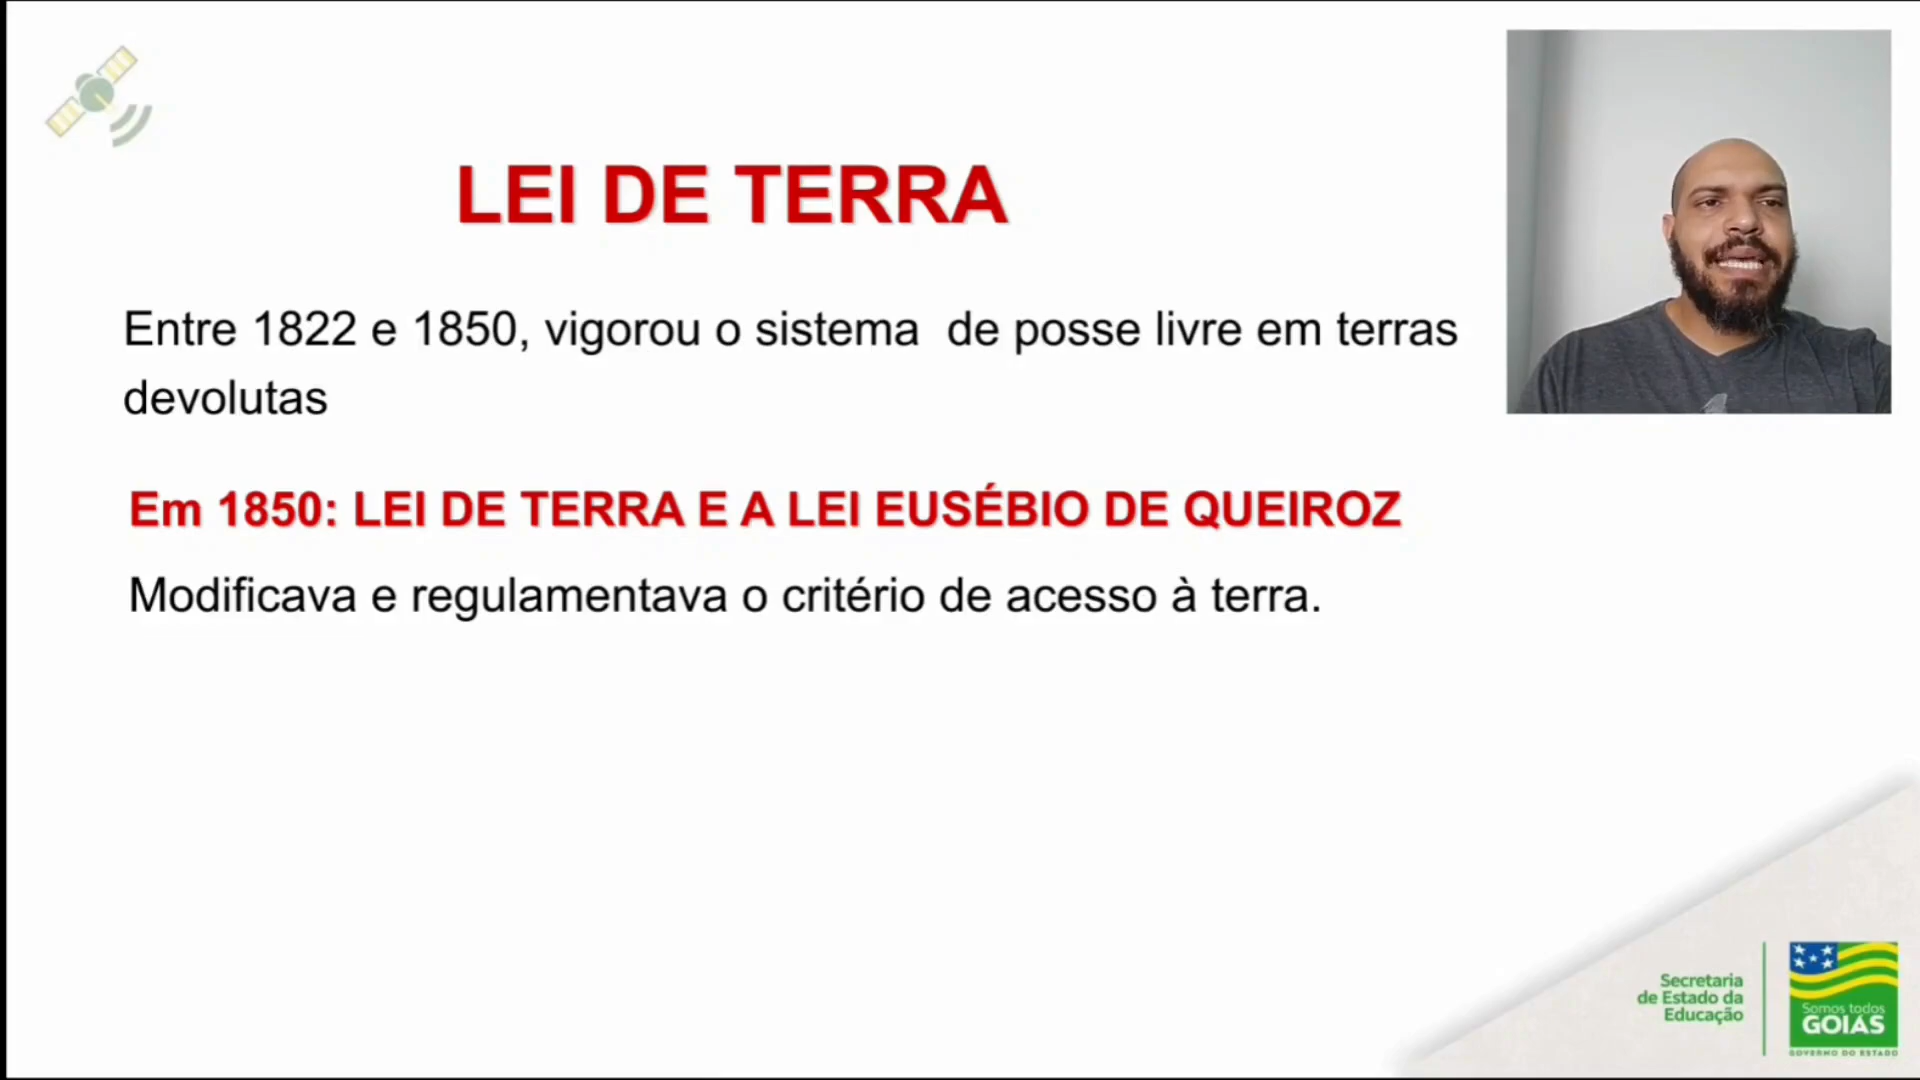 LEI DE TERRA
Entre 1822 e 1850, vigorou o sistema de posse livre em terras
devolutas
Em 1850: LEI DE TERRA E A LEI EUSÉBIO DE QUEIROZ
Modificava e regulamentava o critério de acesso à terra.
Secretaria
de Estado da
Educação
Somos todos
GOIÁS
GOVERNO DO ESTADO